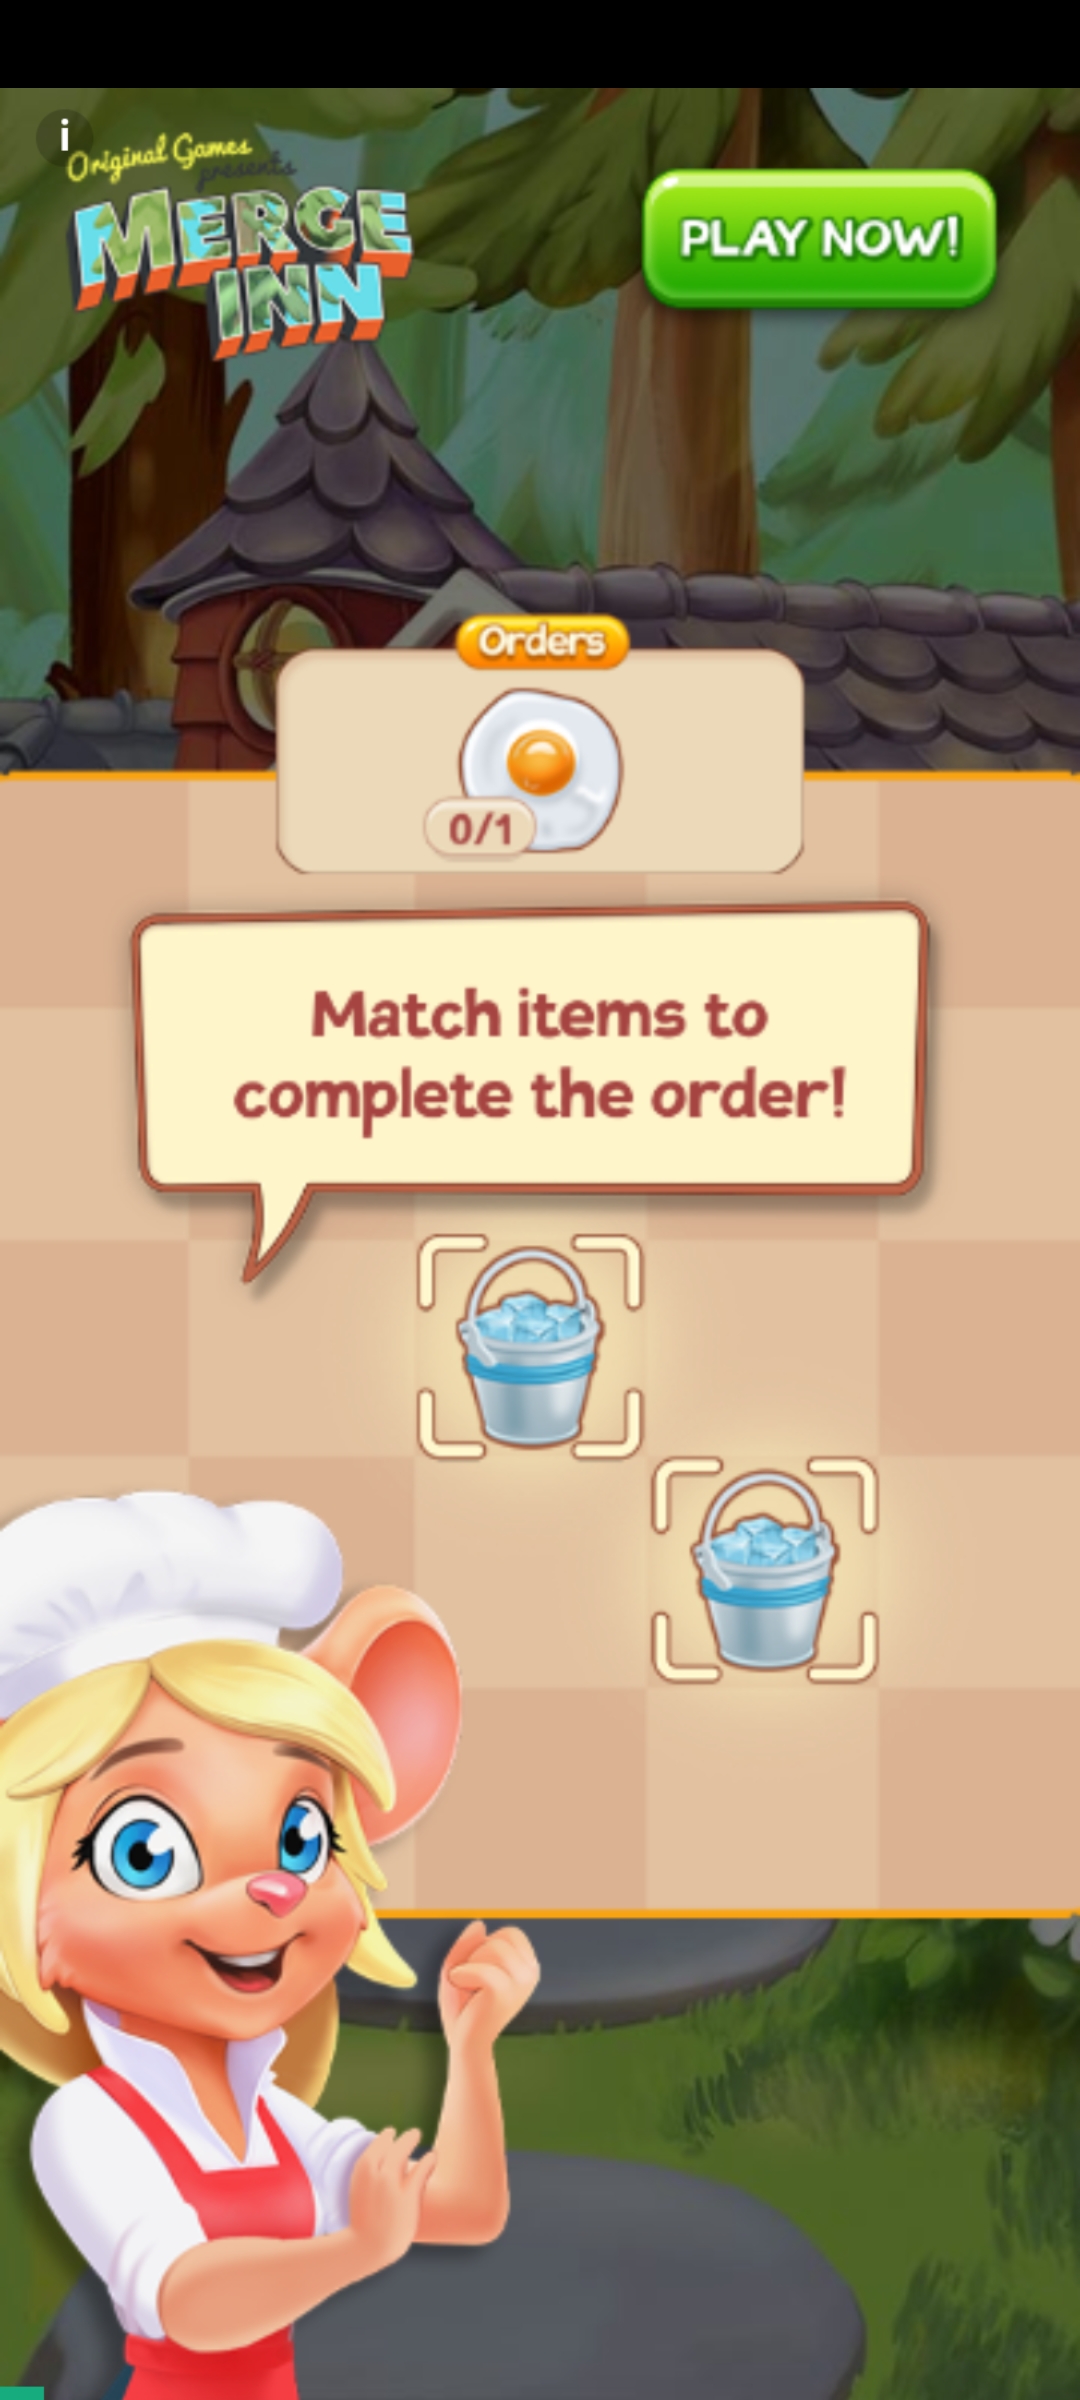 i
Original Games
presents
MERGE
INN
PLAY NOW!
Orders
0/1
Match items to
complete the order!